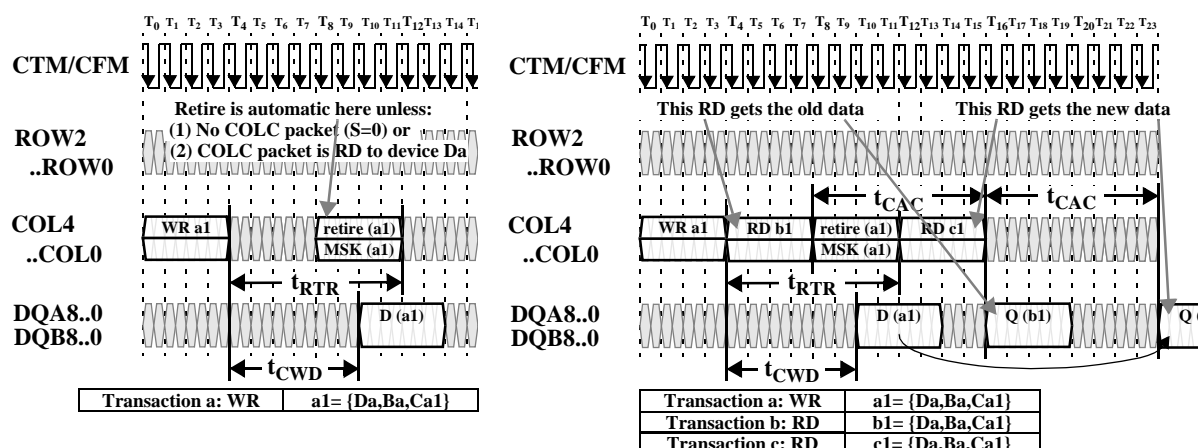 T0 T1 T2 T3 T4 T5 T6 T7 T8 T9 T10 T11 T12 T13 T14
CTM/CFM
Retire is automatic here unless:
(1) No COLC packet (S=0) or
(2) COLC packet is RD to device Da
ROW2
..ROW0
COL4
..COL0
WR a1
retire (a1)
MSK (a1)
tRTR
DQA8..0
DQB8..0
D (a1)
tCWD
Transaction a: WR a1= {Da,Ba,Ca1}
T0 T1 T2 T3 T4 T5 T6 T7 T8 T9 T10 T11 T12 T13 T14 T15 T16 T17 T18 T19 T20 T21 T22 T23
CTM/CFM
This RD gets the old data
This RD gets the new data
ROW2
..ROW0
tCAC tCAC
COL4
..COL0
WR a1 RD b1 retire (a1) RD c1
MSK (a1)
tRTR
DQA8..0
DQB8..0
D (a1) Q (b1) Q (
tCWD
Transaction a: WR a1= {Da,Ba,Ca1}
Transaction b: RD b1= {Da,Ba,Ca1}
Transaction c: RD c1= {Da,Ba,Ca1}